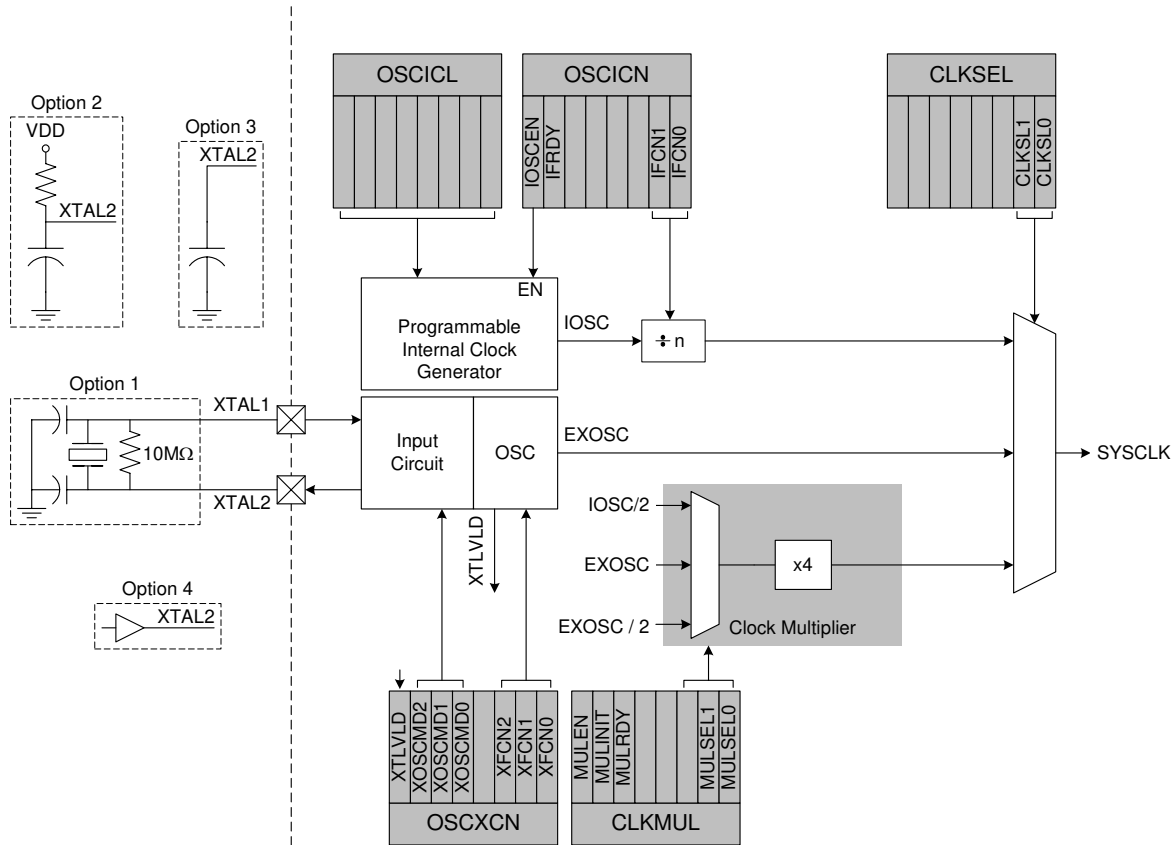 OSCICL
OSCICN
CLKSEL
IOSCEN
IFRDY
IFCN1
IFCN0
CLKSL1
CLKSL0
Option 2
VDD
XTAL2
Option 3
XTAL2
EN
Programmable
Internal Clock
Generator
IOSC
÷ n
Option 1
XTAL1
10MΩ
XTAL2
Input
Circuit
OSC
EXOSC
SYSCLK
XTLVLD
IOSC/2
EXOSC
EXOSC / 2
x4
Clock Multiplier
Option 4
XTAL2
XTLVLD
XOSCMD2
XOSCMD1
XOSCMD0
XFCN2
XFCN1
XFCN0
OSCXCN
MULEN
MULINIT
MULRDY
MULSEL1
MULSEL0
CLKMUL